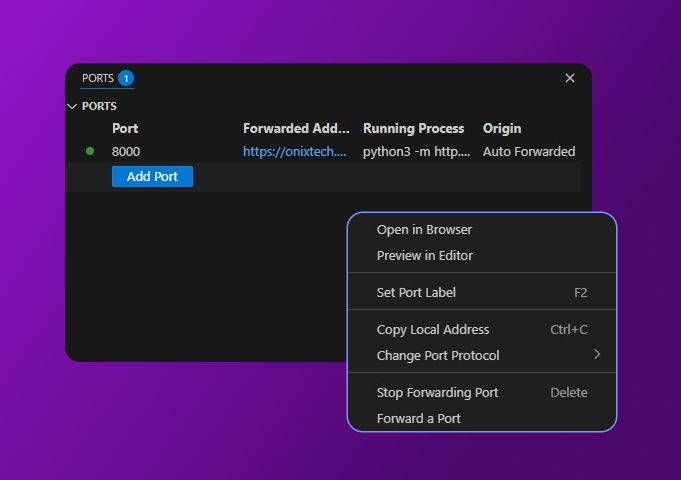 PORTS 1
PORTS
Port Forwarded Add... Running Process Origin
8000 https://onixtech.... python3 -m http.... Auto Forwarded
Add Port
Open in Browser
Preview in Editor
Set Port Label F2
Copy Local Address Ctrl+C
Change Port Protocol
Stop Forwarding Port Delete
Forward a Port